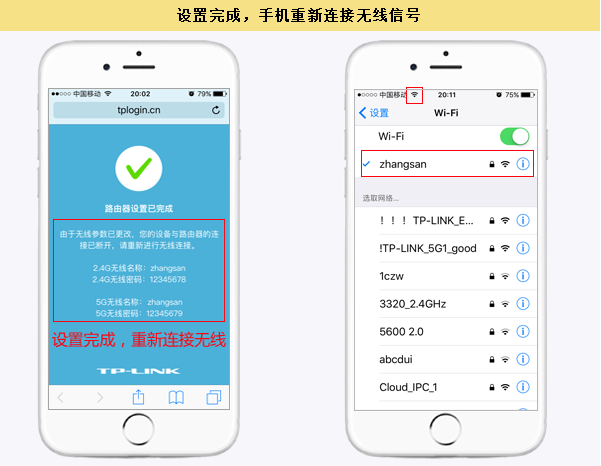 设置完成，手机重新连接无线信号
中国移动 20:02 79%
tplogin.cn
路由器设置已完成
由于无线参数已更改，您的设备与路由器的连
接已断开，请重新进行无线连接。
2.4G无线名称：zhangsan
2.4G无线密码：12345678
5G无线名称：zhangsan
5G无线密码：12345679
设置完成，重新连接无线
TP-LINK
中国移动 20:11 75%
设置 Wi-Fi
Wi-Fi
zhangsan
选取网络...
！！！ TP-LINK_E...
!TP-LINK_5G1_good
1czw
3320_2.4GHz
5600 2.0
abcdui
Cloud_IPC_1